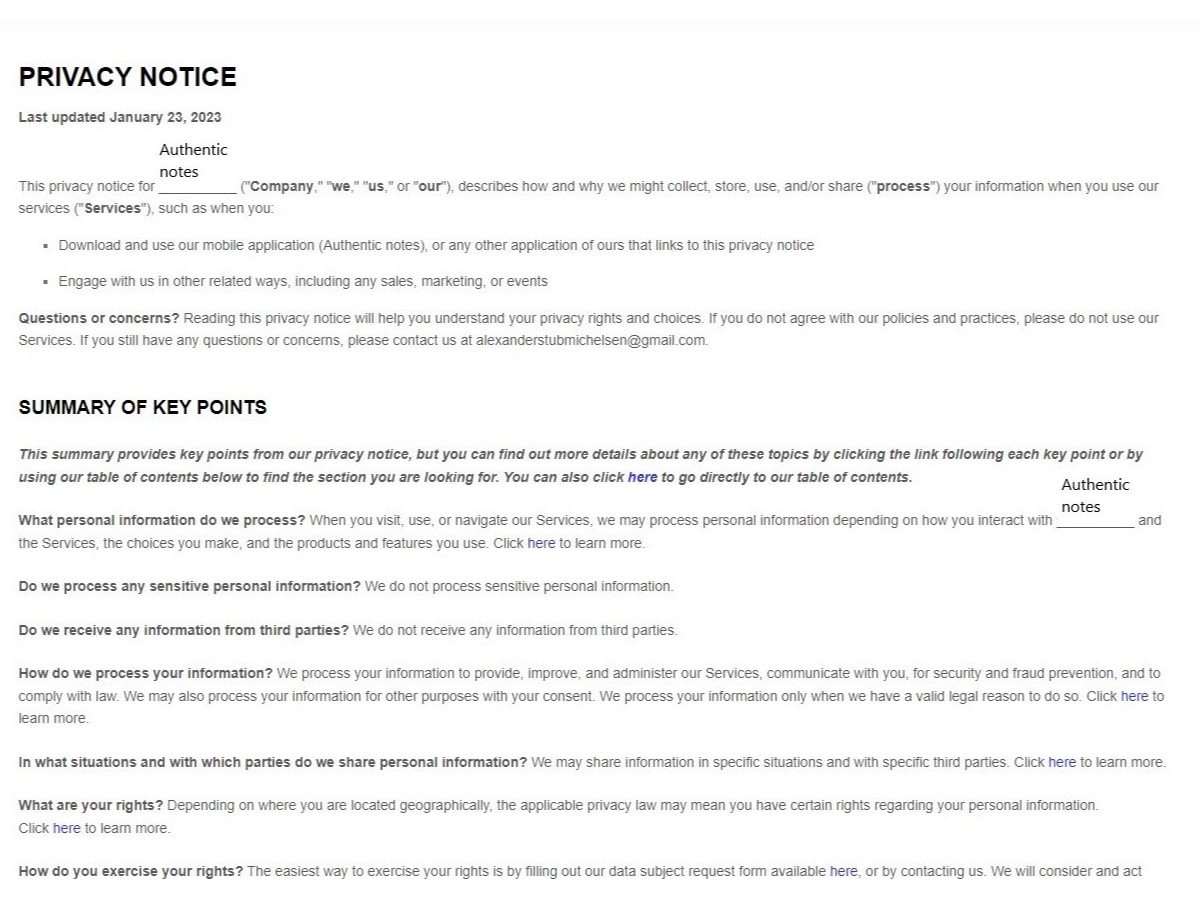 PRIVACY NOTICE
Last updated January 23, 2023
Authentic
notes
This privacy notice for __________ ("Company," "we," "us," or "our"), describes how and why we might collect, store, use, and/or share ("process") your information when you use our
services ("Services"), such as when you:
▪ Download and use our mobile application (Authentic notes), or any other application of ours that links to this privacy notice
▪ Engage with us in other related ways, including any sales, marketing, or events
Questions or concerns? Reading this privacy notice will help you understand your privacy rights and choices. If you do not agree with our policies and practices, please do not use our
Services. If you still have any questions or concerns, please contact us at alexanderstubmichelsen@gmail.com.
SUMMARY OF KEY POINTS
This summary provides key points from our privacy notice, but you can find out more details about any of these topics by clicking the link following each key point or by
using our table of contents below to find the section you are looking for. You can also click here to go directly to our table of contents.
Authentic
notes
What personal information do we process? When you visit, use, or navigate our Services, we may process personal information depending on how you interact with __________ and
the Services, the choices you make, and the products and features you use. Click here to learn more.
Do we process any sensitive personal information? We do not process sensitive personal information.
Do we receive any information from third parties? We do not receive any information from third parties.
How do we process your information? We process your information to provide, improve, and administer our Services, communicate with you, for security and fraud prevention, and to
comply with law. We may also process your information for other purposes with your consent. We process your information only when we have a valid legal reason to do so. Click here to
learn more.
In what situations and with which parties do we share personal information? We may share information in specific situations and with specific third parties. Click here to learn more.
What are your rights? Depending on where you are located geographically, the applicable privacy law may mean you have certain rights regarding your personal information.
Click here to learn more.
How do you exercise your rights? The easiest way to exercise your rights is by filling out our data subject request form available here, or by contacting us. We will consider and act